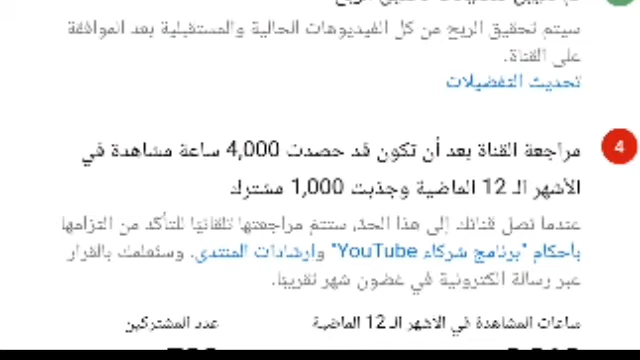 سيتم تحقيق الربح من كل الفيديوهات الحالية والمستقبلية بعد الموافقة
على القناة.
تحديث التفضيلات
4
مراجعة القناة بعد أن تكون قد حصدت 4,000 ساعة مشاهدة في
الأشهر الـ 12 الماضية وجذبت 1,000 مشترك
عندما تصل قناتك إلى هذا الحد، ستتم مراجعتها تلقائيًا للتأكد من التزامها
بأحكام "برنامج شركاء YouTube" وإرشادات المنتدى. وسنُعلمك بالقرار
عبر رسالة إلكترونية في غضون شهر تقريبًا.
ساعات المشاهدة في الأشهر الـ 12 الماضية
عدد المشتركين